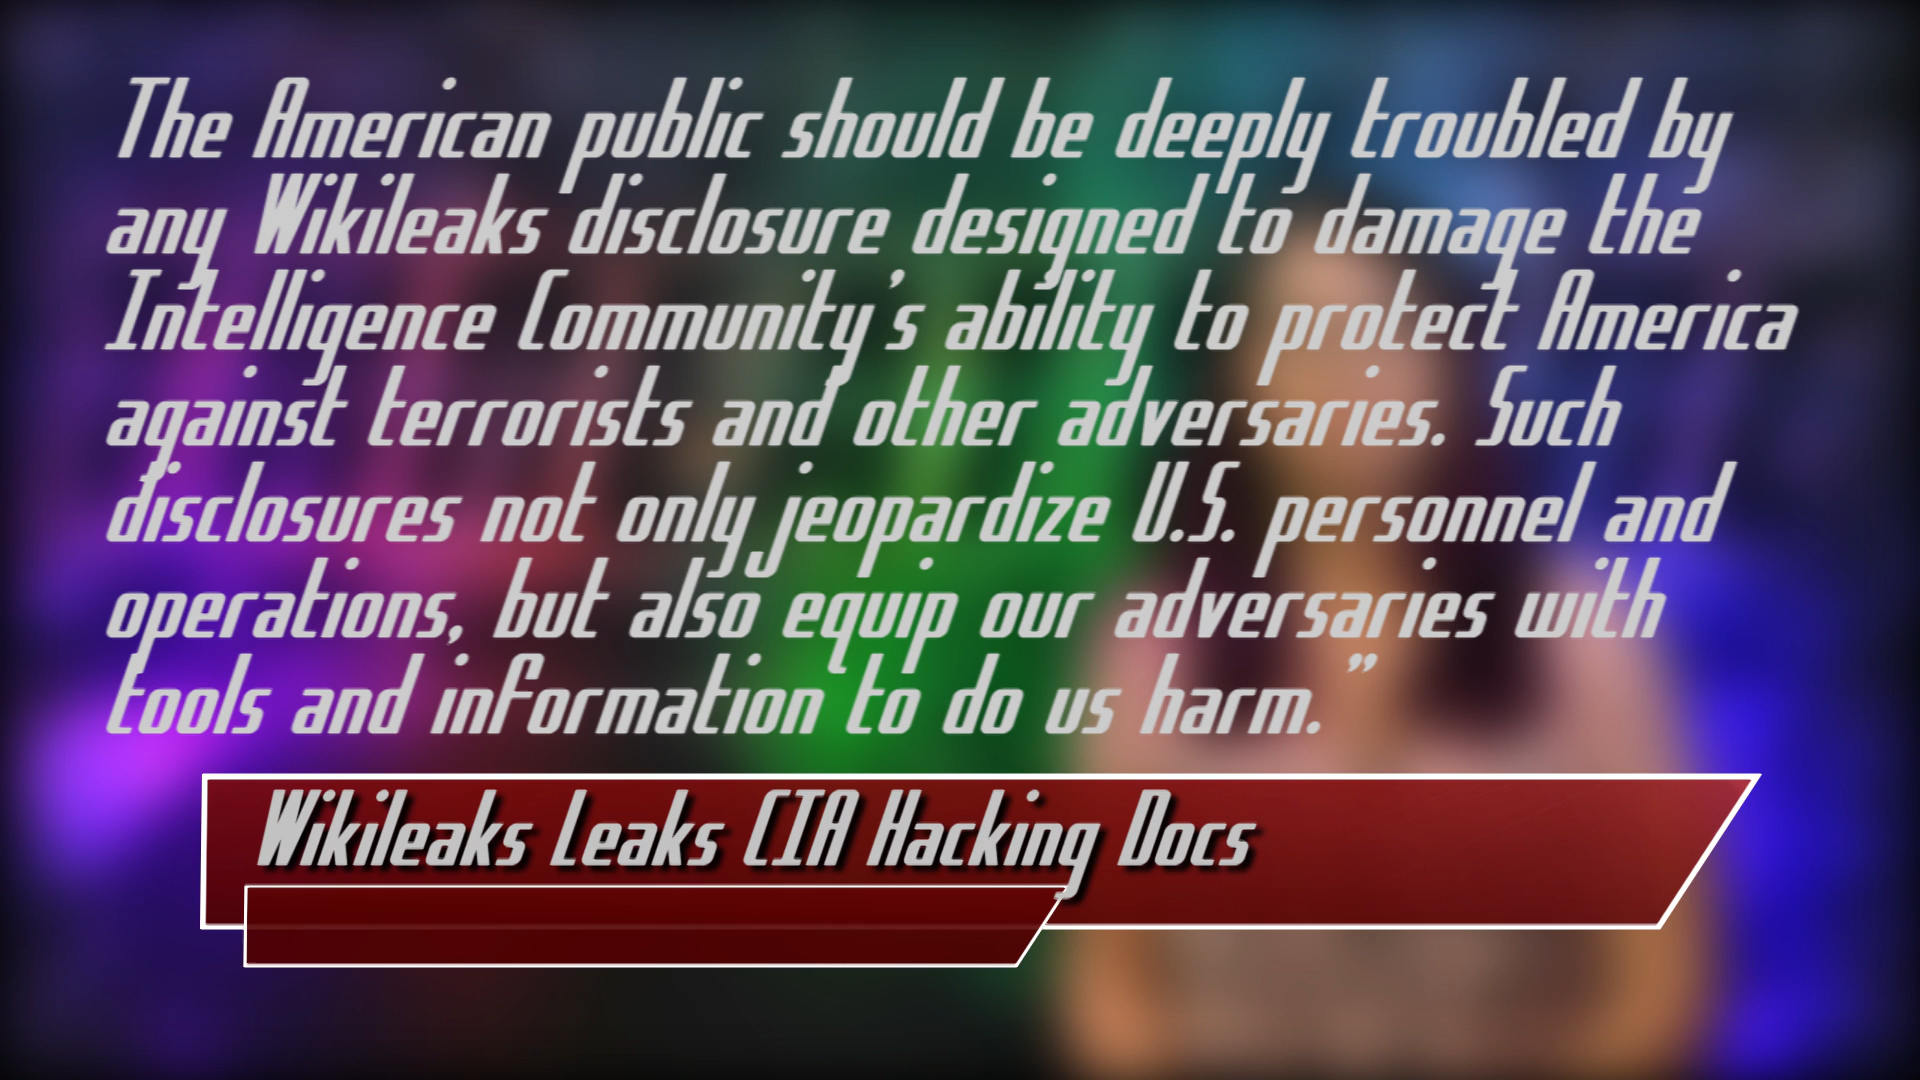 The American public should be deeply troubled by
any Wikileaks disclosure designed to damage the
Intelligence Community's ability to protect America
against terrorists and other adversaries. Such
disclosures not only jeopardize U.S. personnel and
operations, but also equip our adversaries with
tools and information to do us harm.”
Wikileaks Leaks CIA Hacking Docs